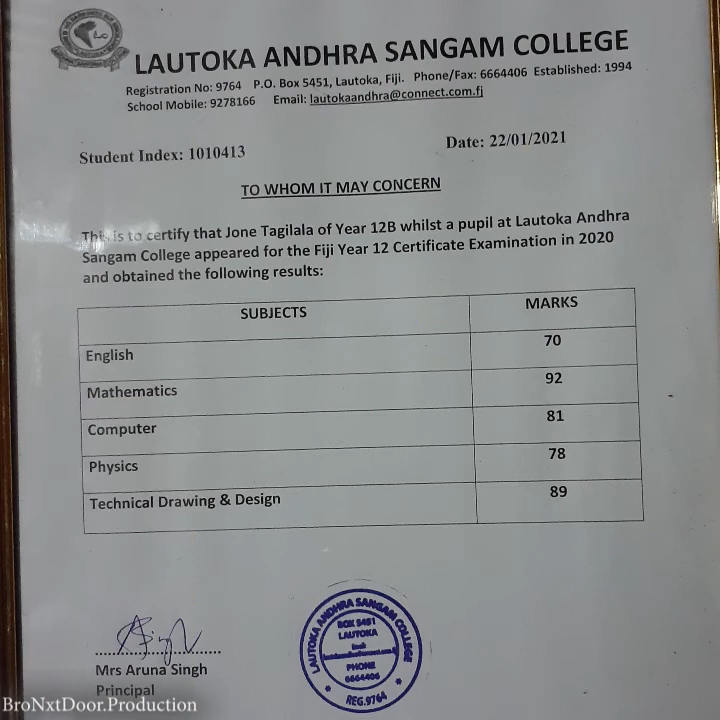 LAUTOKA ANDHRA SANGAM COLLEGE
Registration No: 9764 P.O. Box 5451, Lautoka, Fiji. Phone/Fax: 6664406 Established: 1994
School Mobile: 9278166 Email: lautokaandhra@connect.com.fj
Student Index: 1010413
Date: 22/01/2021
TO WHOM IT MAY CONCERN
This is to certify that Jone Tagilala of Year 12B whilst a pupil at Lautoka Andhra
Sangam College appeared for the Fiji Year 12 Certificate Examination in 2020
and obtained the following results:
SUBJECTS MARKS
English 70
Mathematics 92
Computer 81
Physics 78
Technical Drawing & Design 89
Mrs Aruna Singh
Principal
LAUTOKA ANDHRA SANGAM COLLEGE
BOX 5451
LAUTOKA
PHONE
6664406
* REG.9764 *
BroNxtDoor.Production